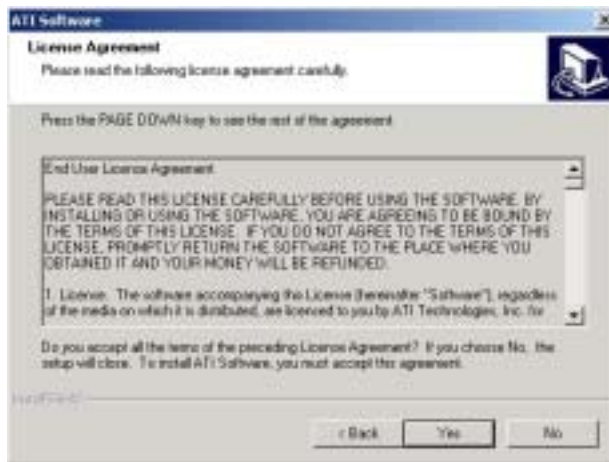 ATI Software
License Agreement
Please read the following license agreement carefully.
Press the PAGE DOWN key to see the rest of the agreement.
End User License Agreement
PLEASE READ THIS LICENSE CAREFULLY BEFORE USING THE SOFTWARE. BY
INSTALLING OR USING THE SOFTWARE, YOU ARE AGREEING TO BE BOUND BY
THE TERMS OF THIS LICENSE. IF YOU DO NOT AGREE TO THE TERMS OF THIS
LICENSE, PROMPTLY RETURN THE SOFTWARE TO THE PLACE WHERE YOU
OBTAINED IT AND YOUR MONEY WILL BE REFUNDED.
1. License. The software accompanying this License (hereinafter "Software"), regardless
of the media on which it is distributed, are licensed to you by ATI Technologies, Inc. for
Do you accept all the terms of the preceding License Agreement? If you choose No, the
setup will close. To install ATI Software, you must accept this agreement.
InstallShield
< Back
Yes
No